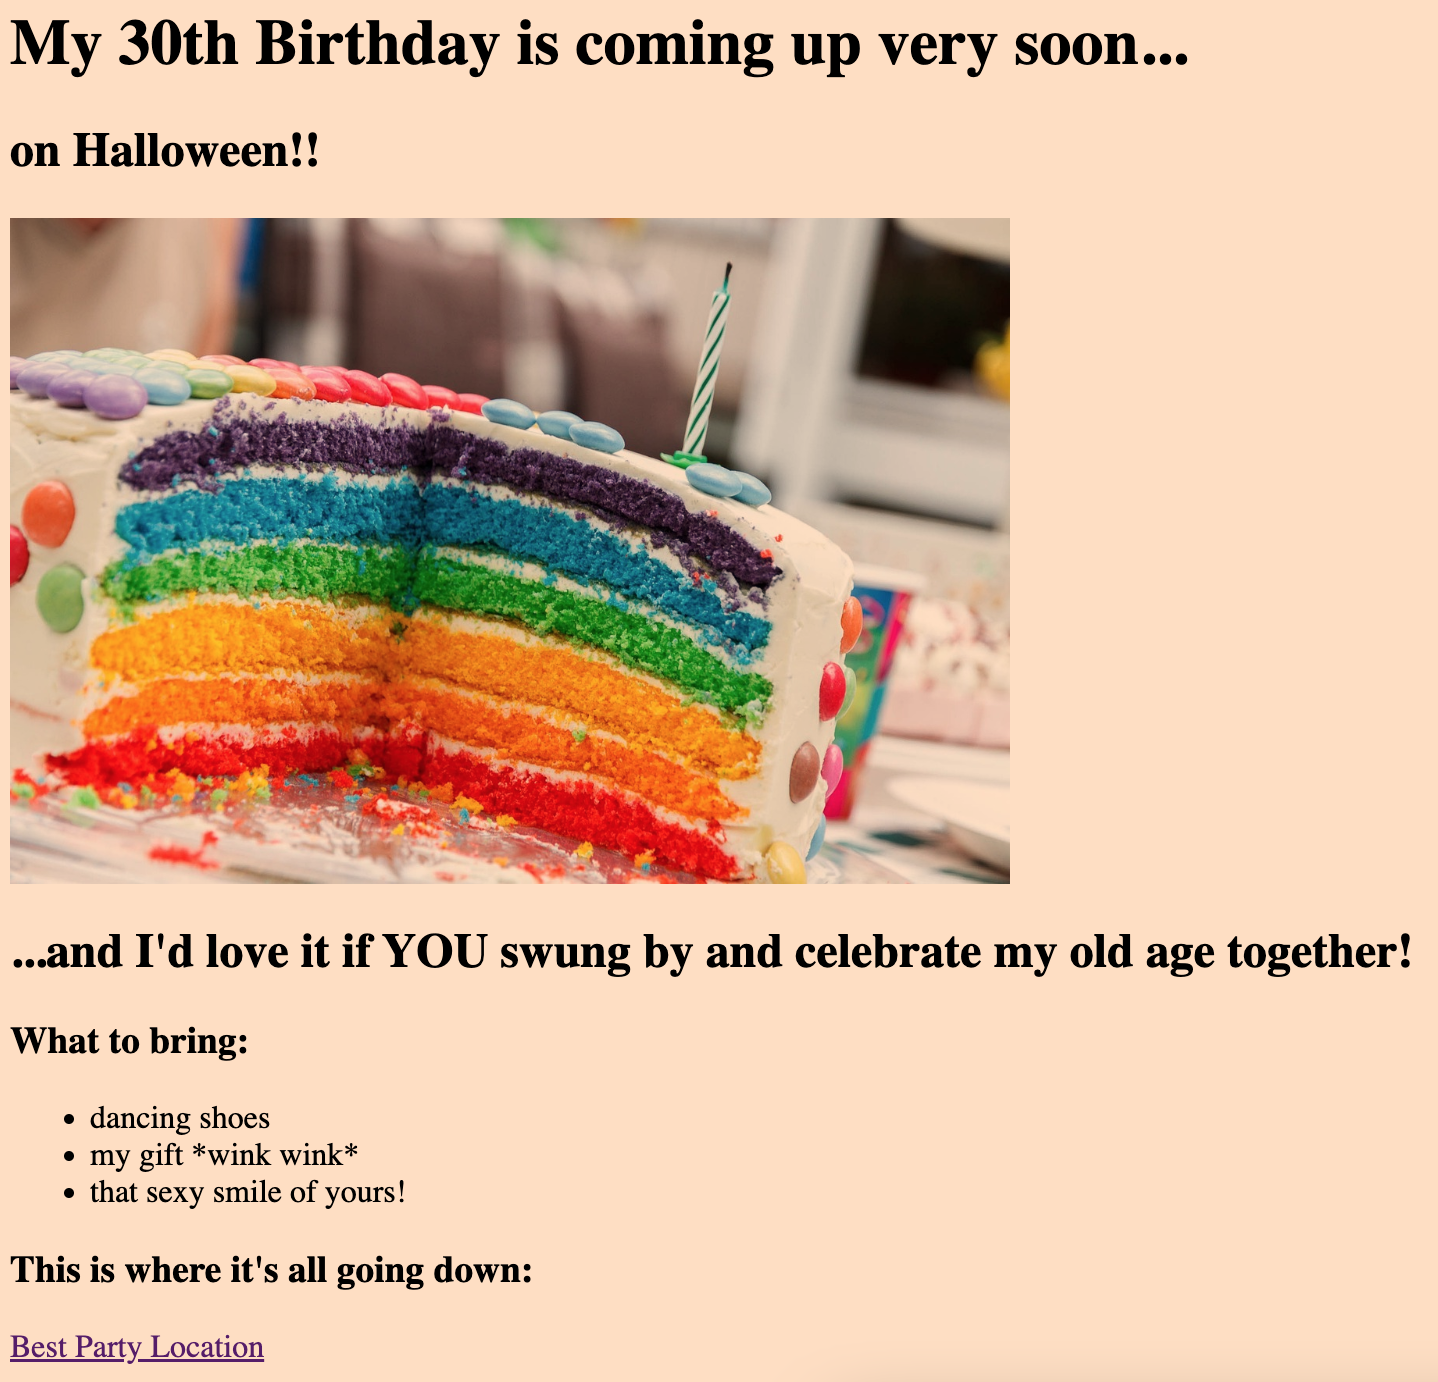 My 30th Birthday is coming up very soon...
on Halloween!!
...and I'd love it if YOU swung by and celebrate my old age together!
What to bring:
dancing shoes
my gift *wink wink*
that sexy smile of yours!
This is where it's all going down:
Best Party Location